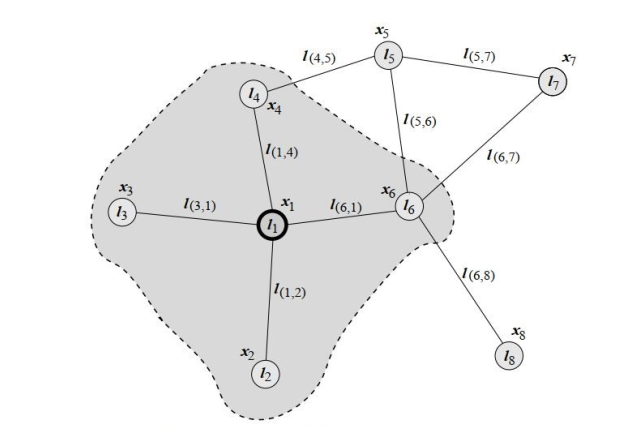 x5
l(4,5)
l5
l(5,7)
x7
l4
x4
l7
l(5,6)
l(1,4)
l(6,7)
x3
l(3,1)
x1
l(6,1)
x6
l3
l1
l6
l(1,2)
l(6,8)
x2
x8
l2
l8